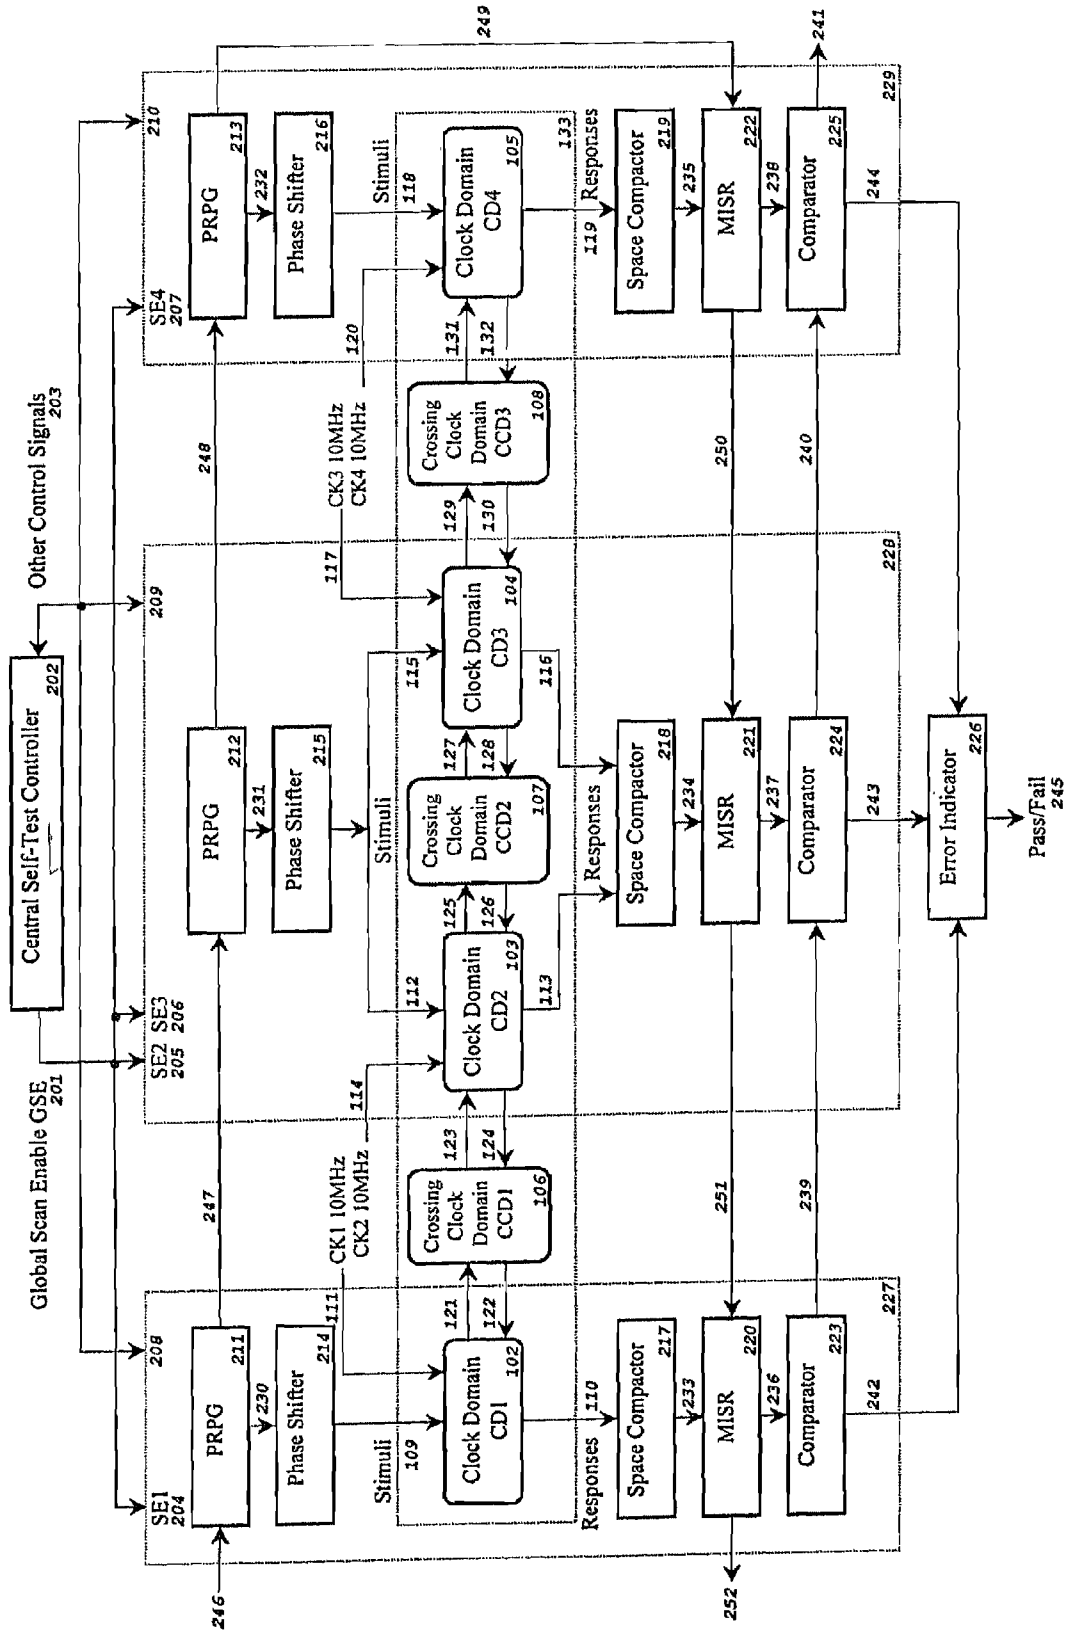 Central Self-Test Controller
202
Global Scan Enable GSE
201
Other Control Signals
203
SE1
204
208
SE2
205
SE3
206
209
SE4
207
210
246
PRPG
211
247
PRPG
212
248
PRPG
213
249
230
231
232
Phase Shifter
214
Phase Shifter
215
Phase Shifter
216
CK1 10MHz
CK2 10MHz
111
114
CK3 10MHz
CK4 10MHz
117
120
Stimuli
109
Stimuli
112
115
Stimuli
118
Clock Domain
CD1
102
121
122
Crossing
Clock
Domain
CCD1
106
123
124
Clock Domain
CD2
103
125
126
Crossing
Clock
Domain
CCD2
107
127
128
Clock Domain
CD3
104
129
130
Crossing
Clock
Domain
CCD3
108
131
132
Clock Domain
CD4
105
133
Responses
110
113
Responses
116
119
Responses
Space Compactor
217
Space Compactor
218
Space Compactor
219
233
234
235
252
MISR
220
251
MISR
221
250
MISR
222
236
237
238
Comparator
223
239
Comparator
224
240
Comparator
225
241
242
227
243
228
244
229
Error Indicator
226
Pass/Fail
245